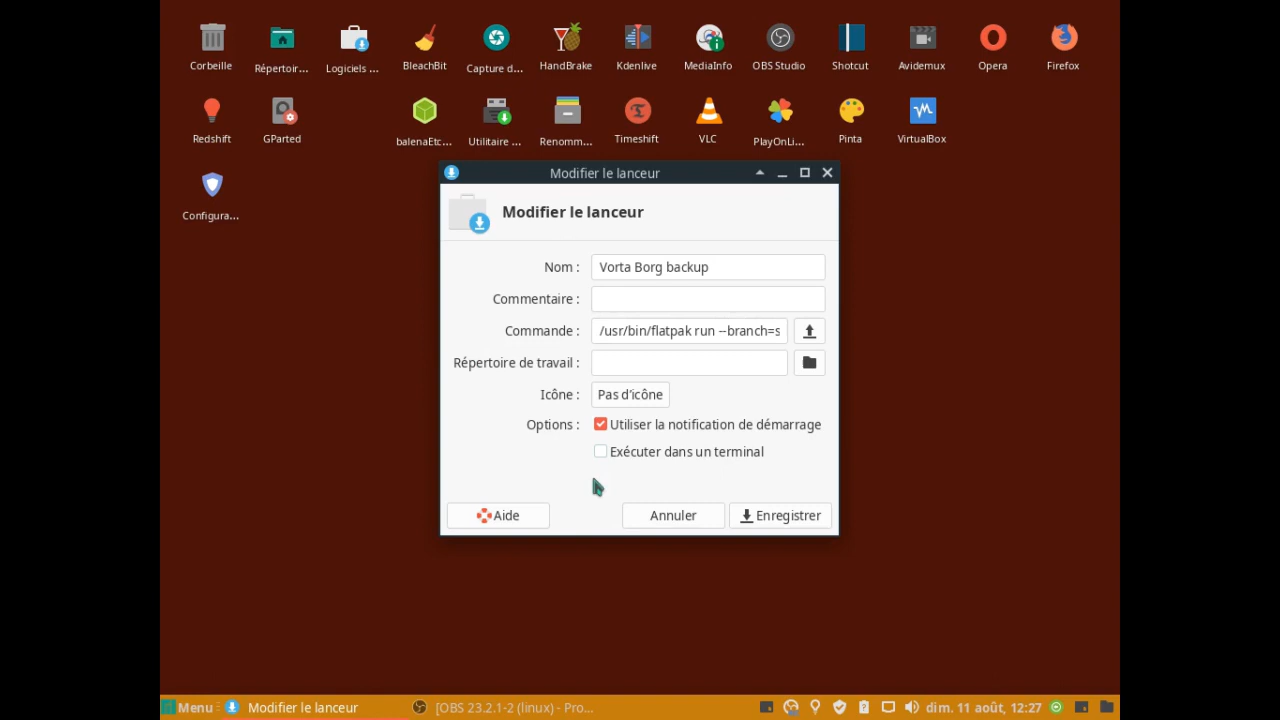 Corbeille Répertoir... Logiciels ... BleachBit Capture d... HandBrake Kdenlive MediaInfo OBS Studio Shotcut Avidemux Opera Firefox
Redshift GParted balenaEtc... Utilitaire ... Renomm... Timeshift VLC PlayOnLi... Pinta VirtualBox
Configura...
Modifier le lanceur
Modifier le lanceur
Nom : Vorta Borg backup
Commentaire :
Commande : /usr/bin/flatpak run --branch=s
Répertoire de travail :
Icône : Pas d'icône
Options : Utiliser la notification de démarrage
Exécuter dans un terminal
Aide Annuler Enregistrer
Menu Modifier le lanceur [OBS 23.2.1-2 (linux) - Pro... dim. 11 août, 12:27